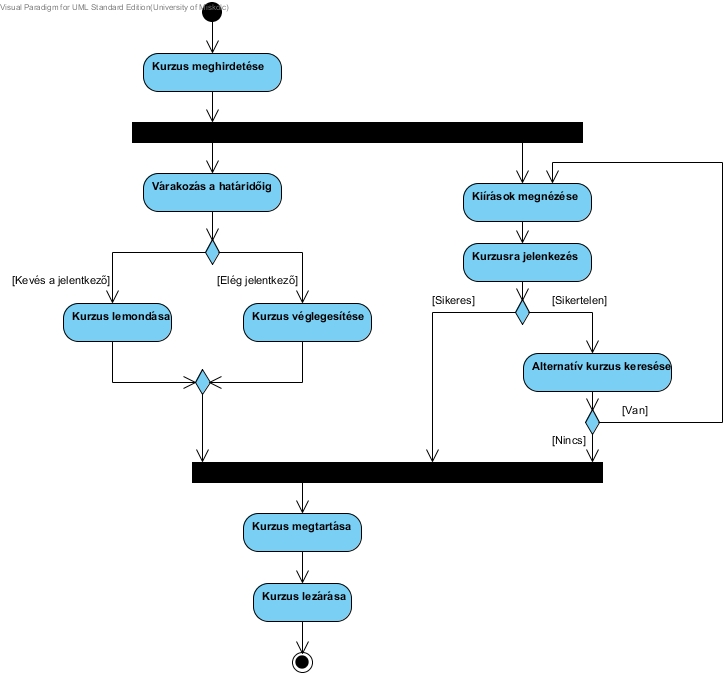 Visual Paradigm for UML Standard Edition(University of Miskolc)
Kurzus meghirdetése
Várakozás a határidőig
Kiírások megnézése
Kurzusra jelenkezés
[Kevés a jelentkező]
[Elég jelentkező]
[Sikeres]
[Sikertelen]
Kurzus lemondása
Kurzus véglegesítése
Alternatív kurzus keresése
[Van]
[Nincs]
Kurzus megtartása
Kurzus lezárása